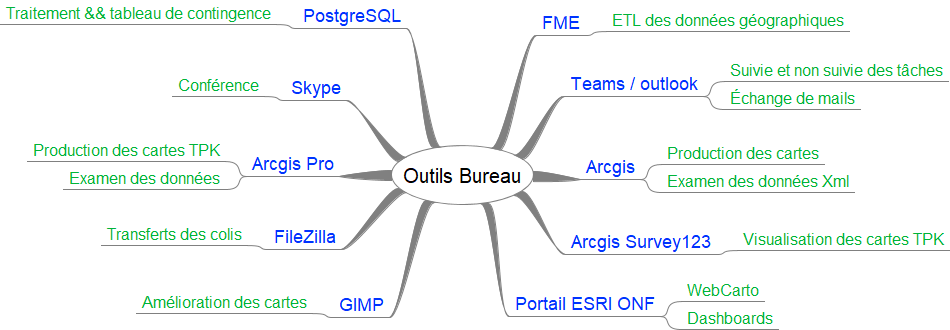 Outils Bureau
PostgreSQL
Traitement && tableau de contingence
Skype
Conférence
Arcgis Pro
Production des cartes TPK
Examen des données
FileZilla
Transferts des colis
GIMP
Amélioration des cartes
FME
ETL des données géographiques
Teams / outlook
Suivie et non suivie des tâches
Échange de mails
Arcgis
Production des cartes
Examen des données Xml
Arcgis Survey123
Visualisation des cartes TPK
Portail ESRI ONF
WebCarto
Dashboards